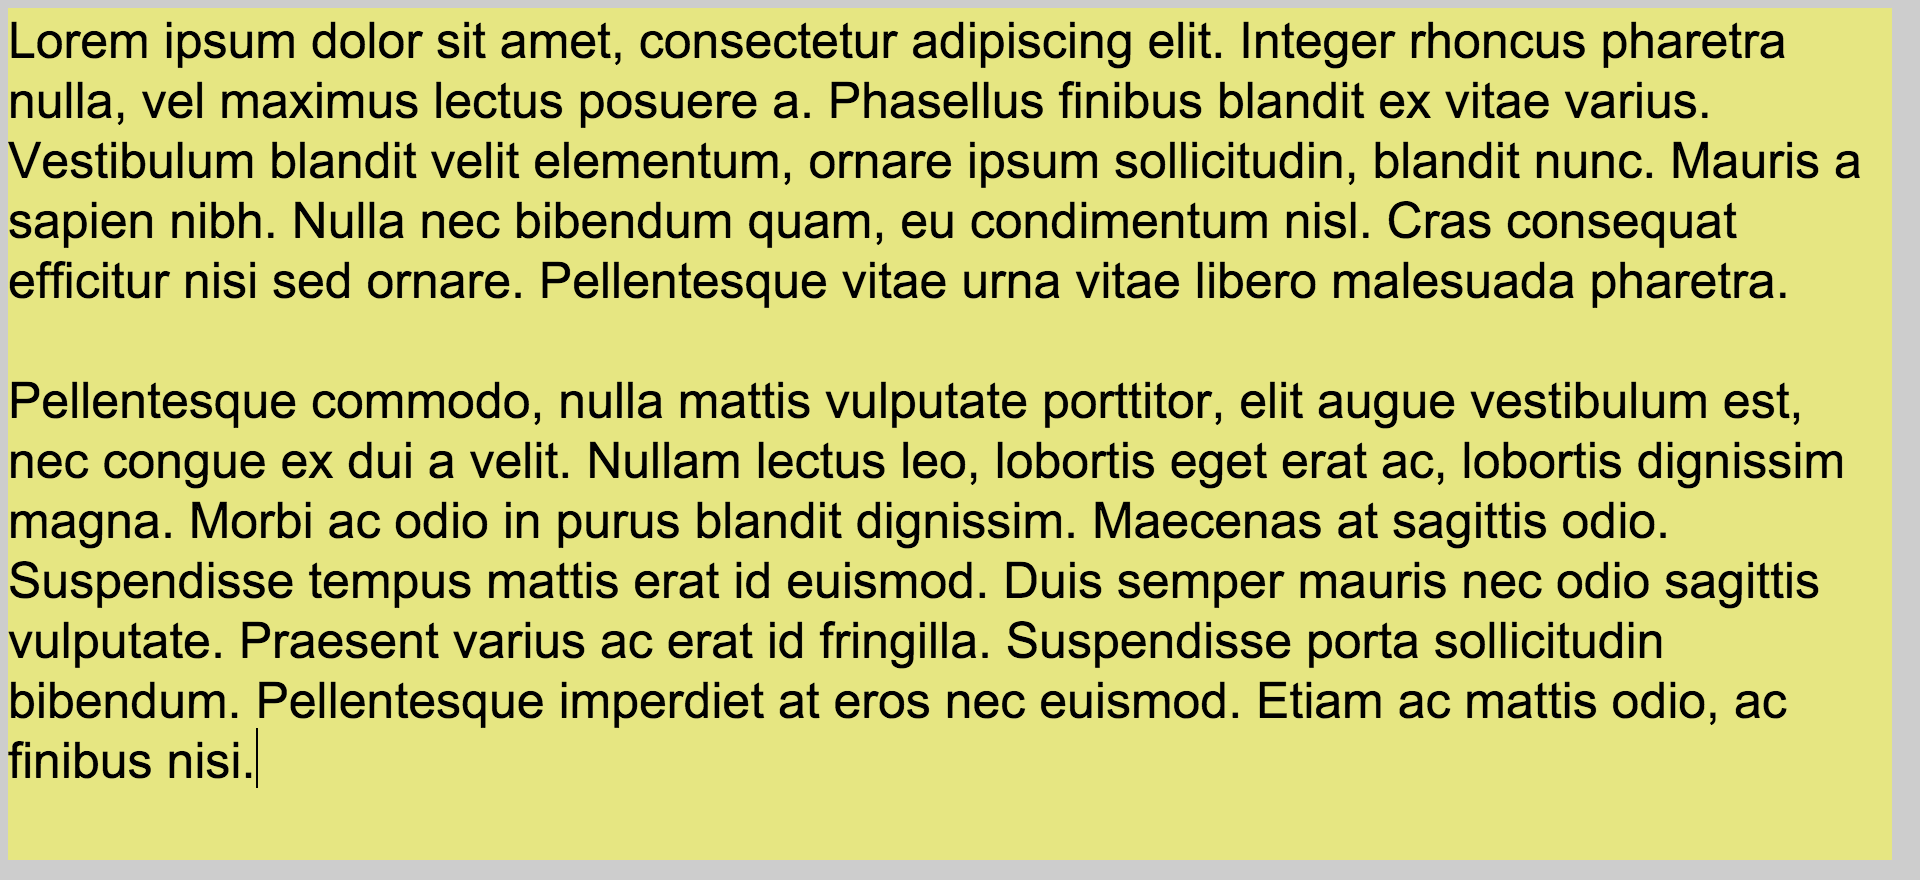 Lorem ipsum dolor sit amet, consectetur adipiscing elit. Integer rhoncus pharetra
nulla, vel maximus lectus posuere a. Phasellus finibus blandit ex vitae varius.
Vestibulum blandit velit elementum, ornare ipsum sollicitudin, blandit nunc. Mauris a
sapien nibh. Nulla nec bibendum quam, eu condimentum nisl. Cras consequat
efficitur nisi sed ornare. Pellentesque vitae urna vitae libero malesuada pharetra.

Pellentesque commodo, nulla mattis vulputate porttitor, elit augue vestibulum est,
nec congue ex dui a velit. Nullam lectus leo, lobortis eget erat ac, lobortis dignissim
magna. Morbi ac odio in purus blandit dignissim. Maecenas at sagittis odio.
Suspendisse tempus mattis erat id euismod. Duis semper mauris nec odio sagittis
vulputate. Praesent varius ac erat id fringilla. Suspendisse porta sollicitudin
bibendum. Pellentesque imperdiet at eros nec euismod. Etiam ac mattis odio, ac
finibus nisi.